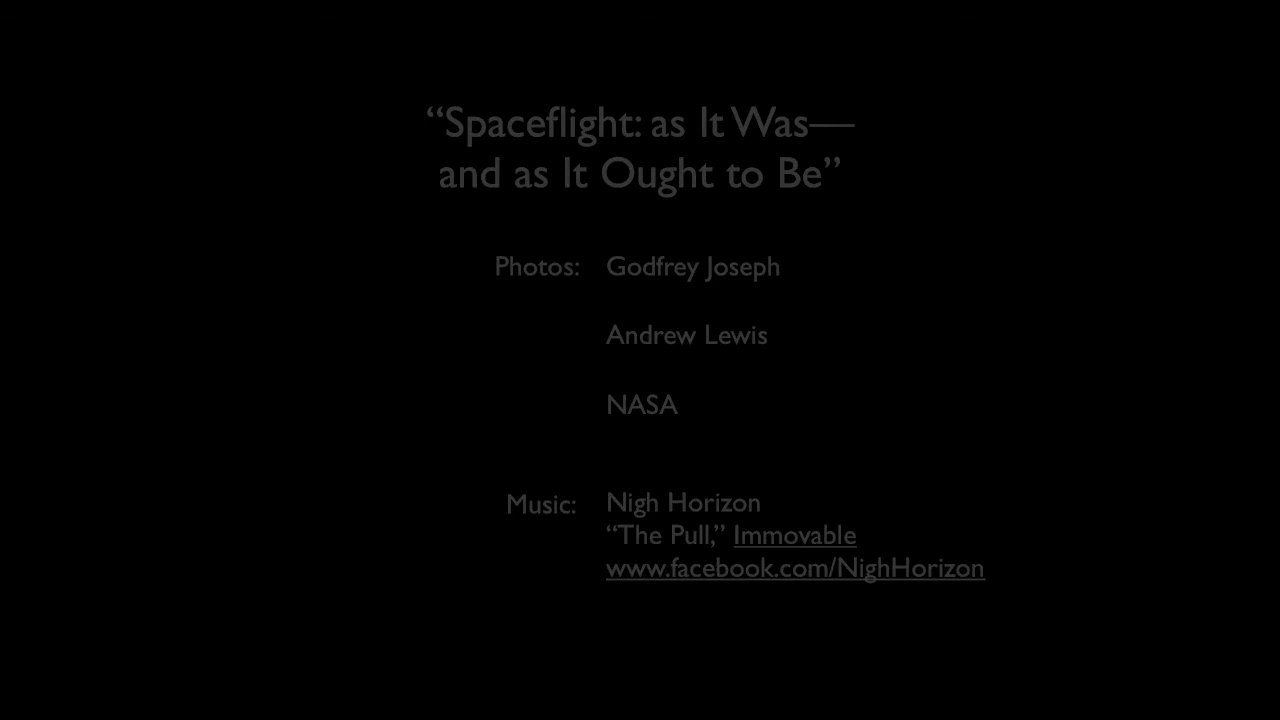 “Spaceflight: as It Was—
and as It Ought to Be”
Photos: Godfrey Joseph
Andrew Lewis
NASA
Music: Nigh Horizon
“The Pull,” Immovable
www.facebook.com/NighHorizon